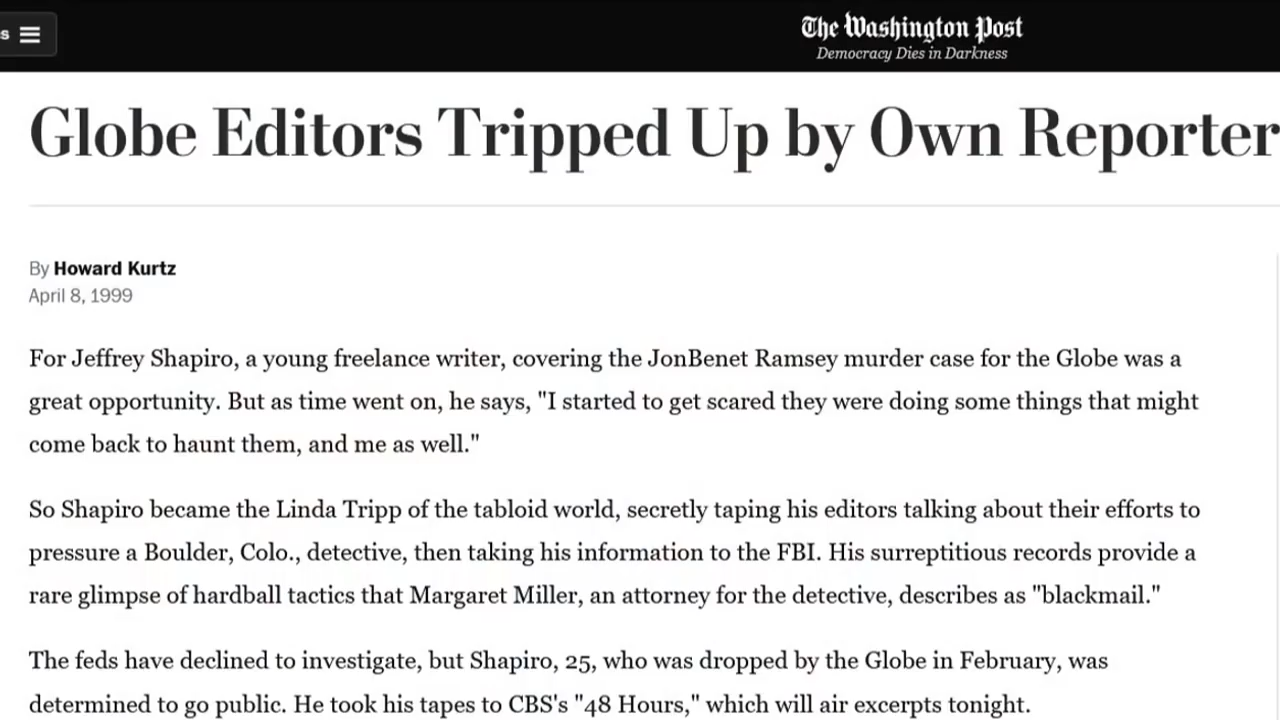 s
The Washington Post
Democracy Dies in Darkness
Globe Editors Tripped Up by Own Reporter
By Howard Kurtz
April 8, 1999
For Jeffrey Shapiro, a young freelance writer, covering the JonBenet Ramsey murder case for the Globe was a
great opportunity. But as time went on, he says, "I started to get scared they were doing some things that might
come back to haunt them, and me as well."
So Shapiro became the Linda Tripp of the tabloid world, secretly taping his editors talking about their efforts to
pressure a Boulder, Colo., detective, then taking his information to the FBI. His surreptitious records provide a
rare glimpse of hardball tactics that Margaret Miller, an attorney for the detective, describes as "blackmail."
The feds have declined to investigate, but Shapiro, 25, who was dropped by the Globe in February, was
determined to go public. He took his tapes to CBS's "48 Hours," which will air excerpts tonight.